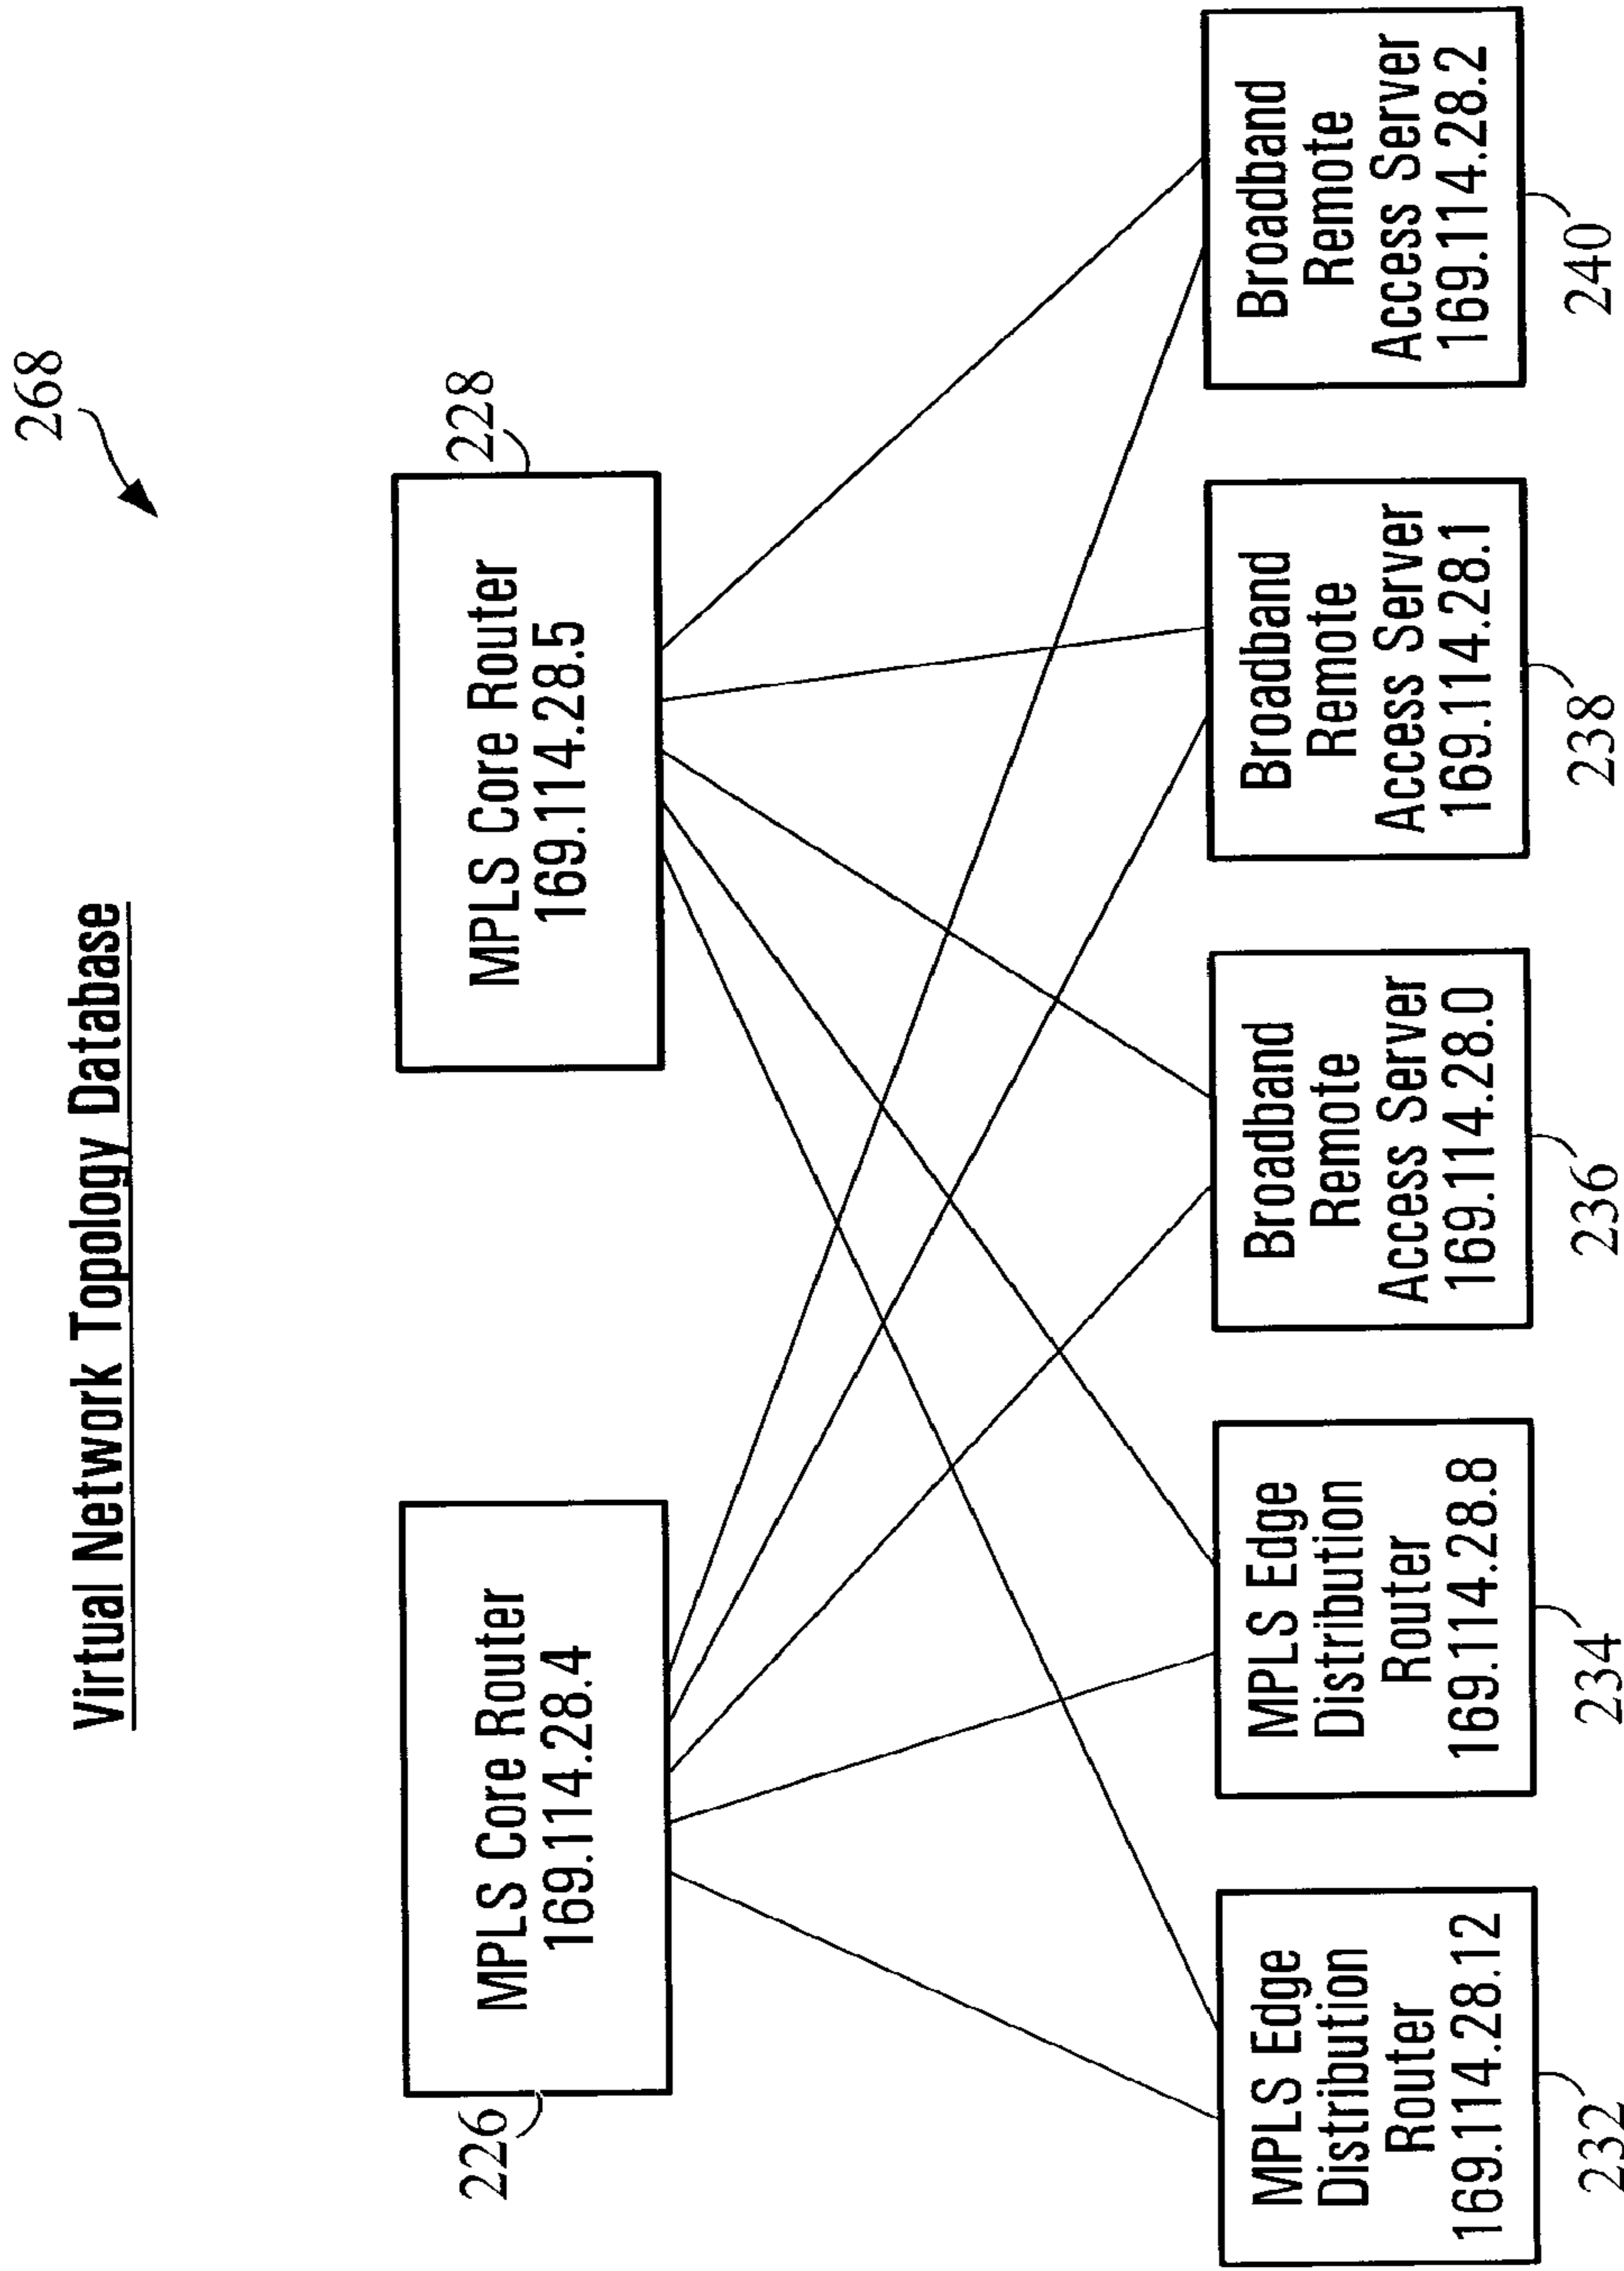 Virtual Network Topology Database
268
226
MPLS Core Router
169.114.28.4
228
MPLS Core Router
169.114.28.5
MPLS Edge
Distribution
Router
169.114.28.12
232
MPLS Edge
Distribution
Router
169.114.28.8
234
Broadband
Remote
Access Server
169.114.28.0
236
Broadband
Remote
Access Server
169.114.28.1
238
Broadband
Remote
Access Server
169.114.28.2
240